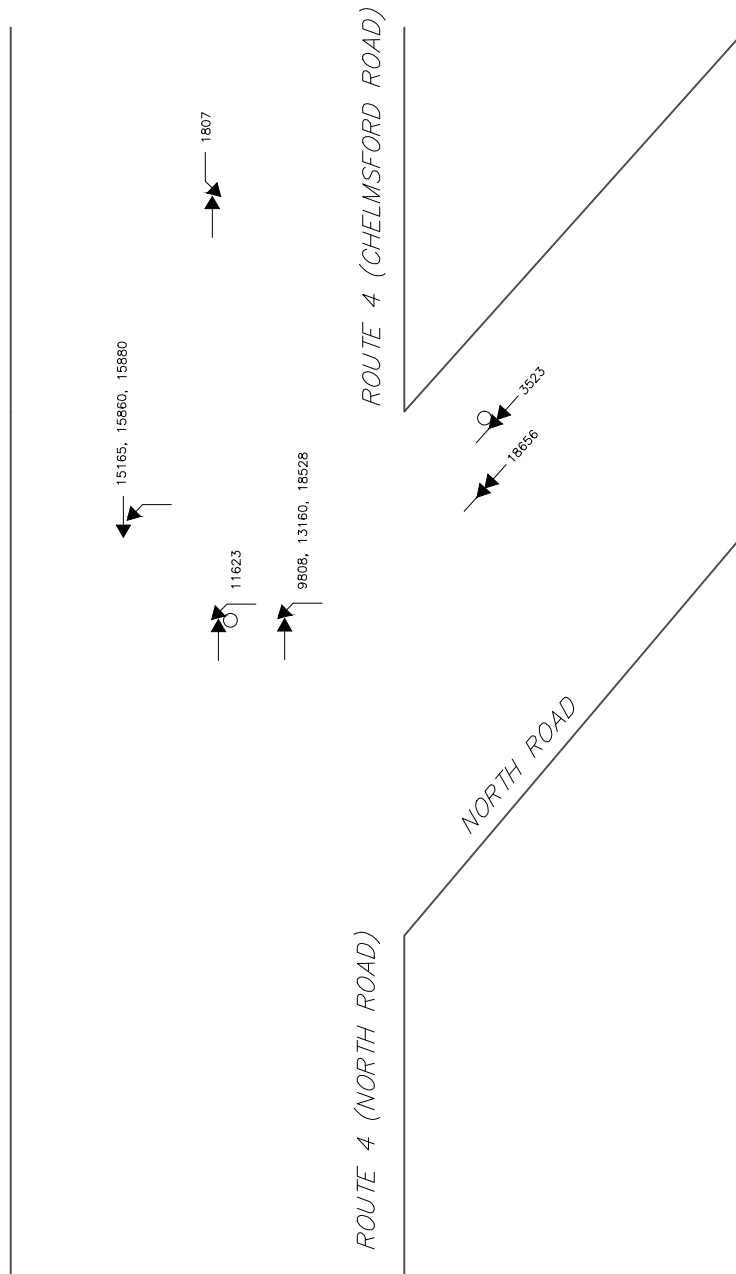 1807
ROUTE 4 (CHELMSFORD ROAD)
15165, 15860, 15880
3523
18656
11623
9808, 13160, 18528
NORTH ROAD
ROUTE 4 (NORTH ROAD)